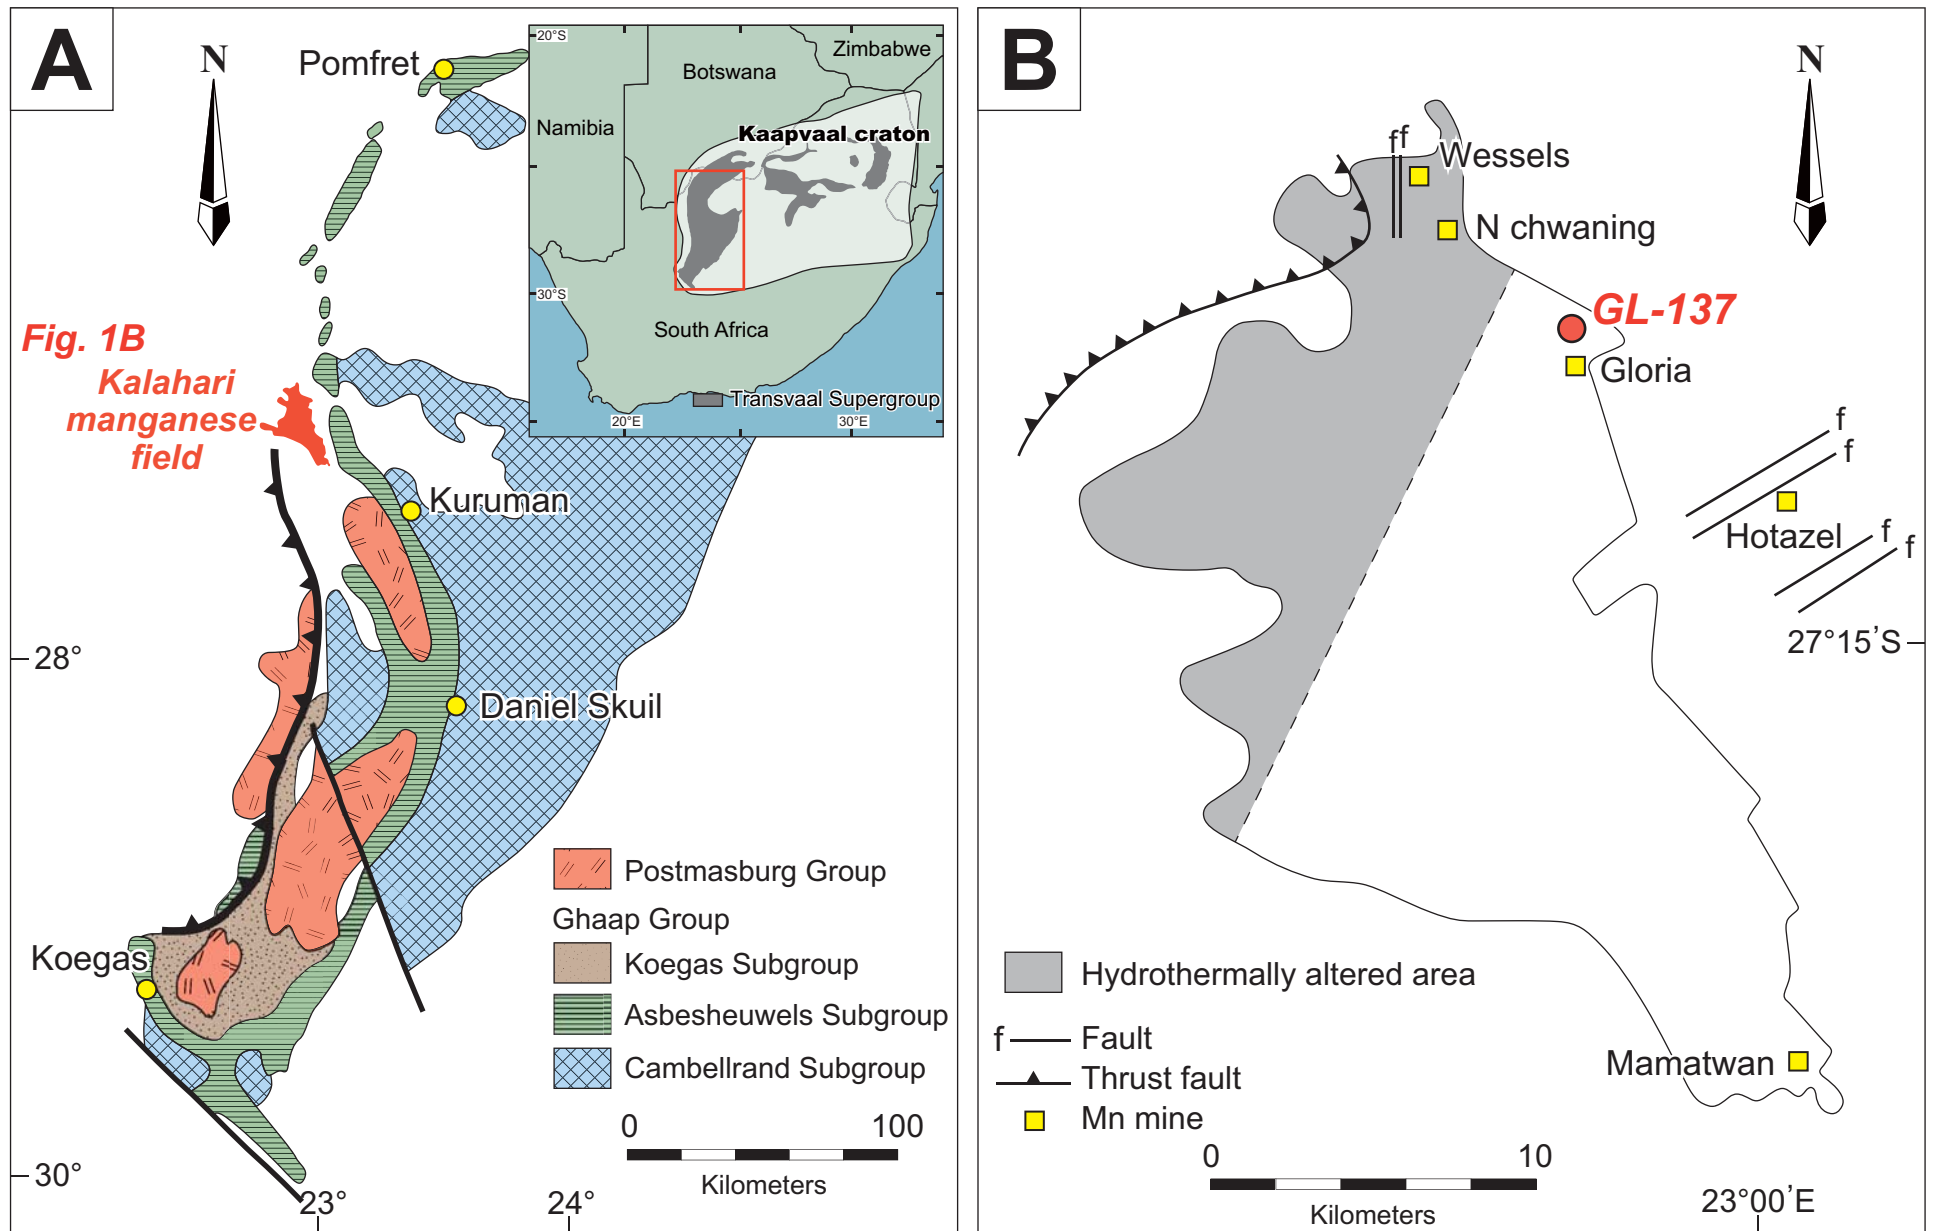 A
N
Pomfret
20°S
Zimbabwe
Botswana
Namibia
Kaapvaal craton
30°S
South Africa
Transvaal Supergroup
20°E
30°E
Fig. 1B
Kalahari
manganese
field
Kuruman
28°
Daniel Skuil
Postmasburg Group
Ghaap Group
Koegas
Koegas Subgroup
Asbesheuwels Subgroup
Cambellrand Subgroup
0
100
Kilometers
30°
23°
24°
B
N
ff
Wessels
N chwaning
GL-137
Gloria
f
f
Hotazel
f
f
27°15'S
Hydrothermally altered area
f
Fault
Thrust fault
Mamatwan
Mn mine
0
10
Kilometers
23°00'E